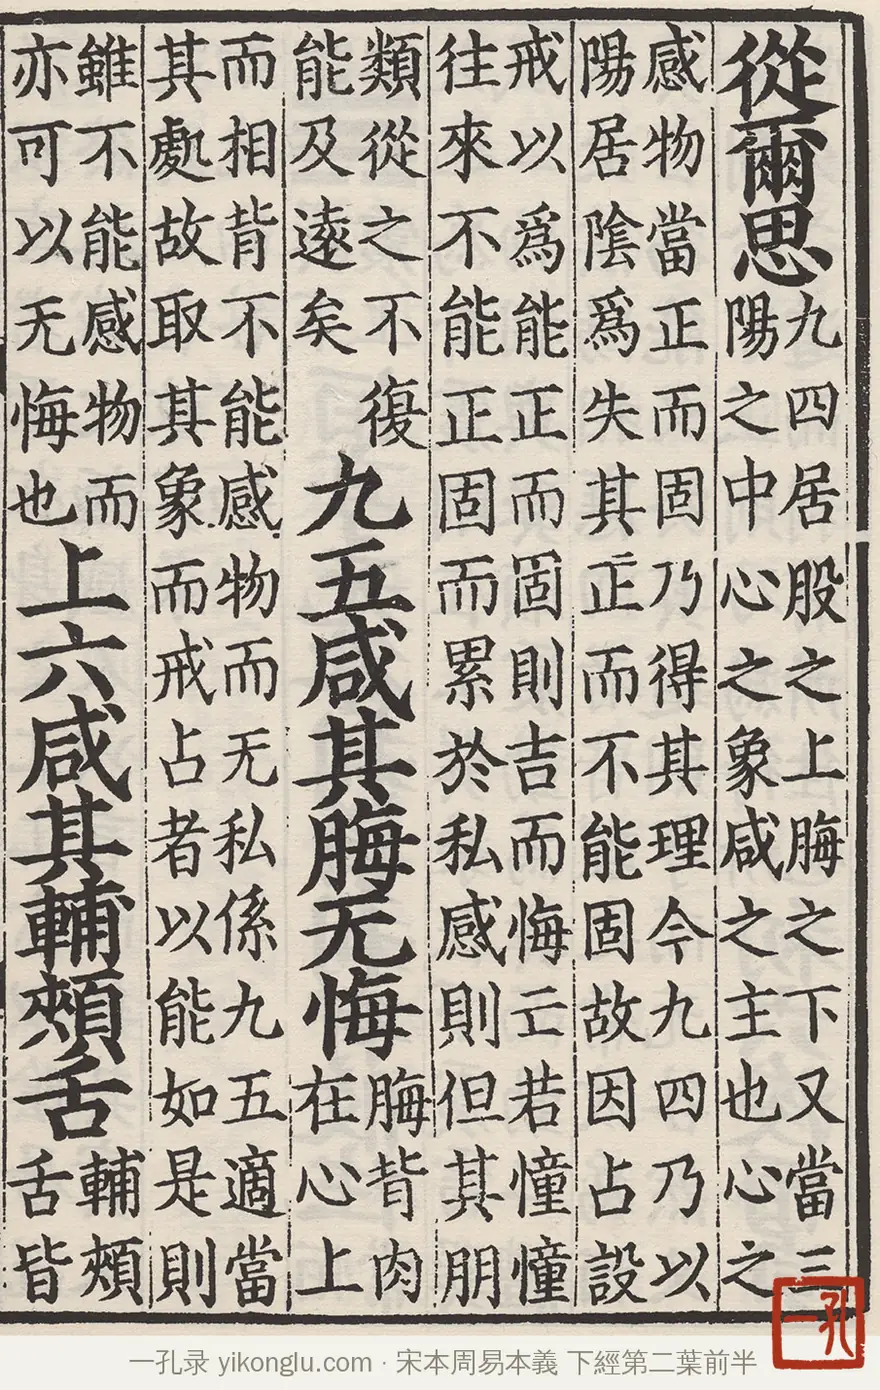 從爾思
九四居股之上脢之下又當三
陽之中心之象咸之主也心之
感物當正而固乃得其理今九四乃以
陽居陰爲失其正而不能固故因占設
戒以爲能正而固則吉而悔亡若憧憧
往來不能正固而累於私感則但其朋
類從之不復
能及遠矣
九五咸其脢无悔
脢背肉
在心上
而相背不能感物而无私係九五適當
其處故取其象而戒占者以能如是則
雖不能感物而
亦可以无悔也
上六咸其輔頰舌
輔頰
舌皆
一孔
一孔录 yikonglu.com · 宋本周易本義 下經第二葉前半